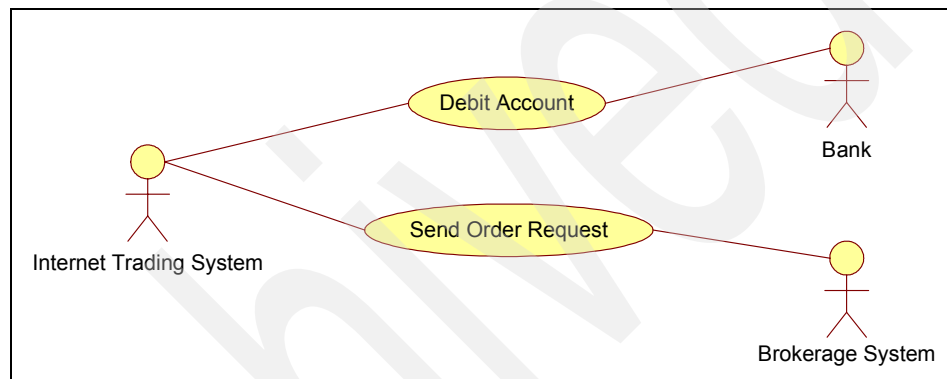 Debit Account
Bank
Send Order Request
Internet Trading System
Brokerage System